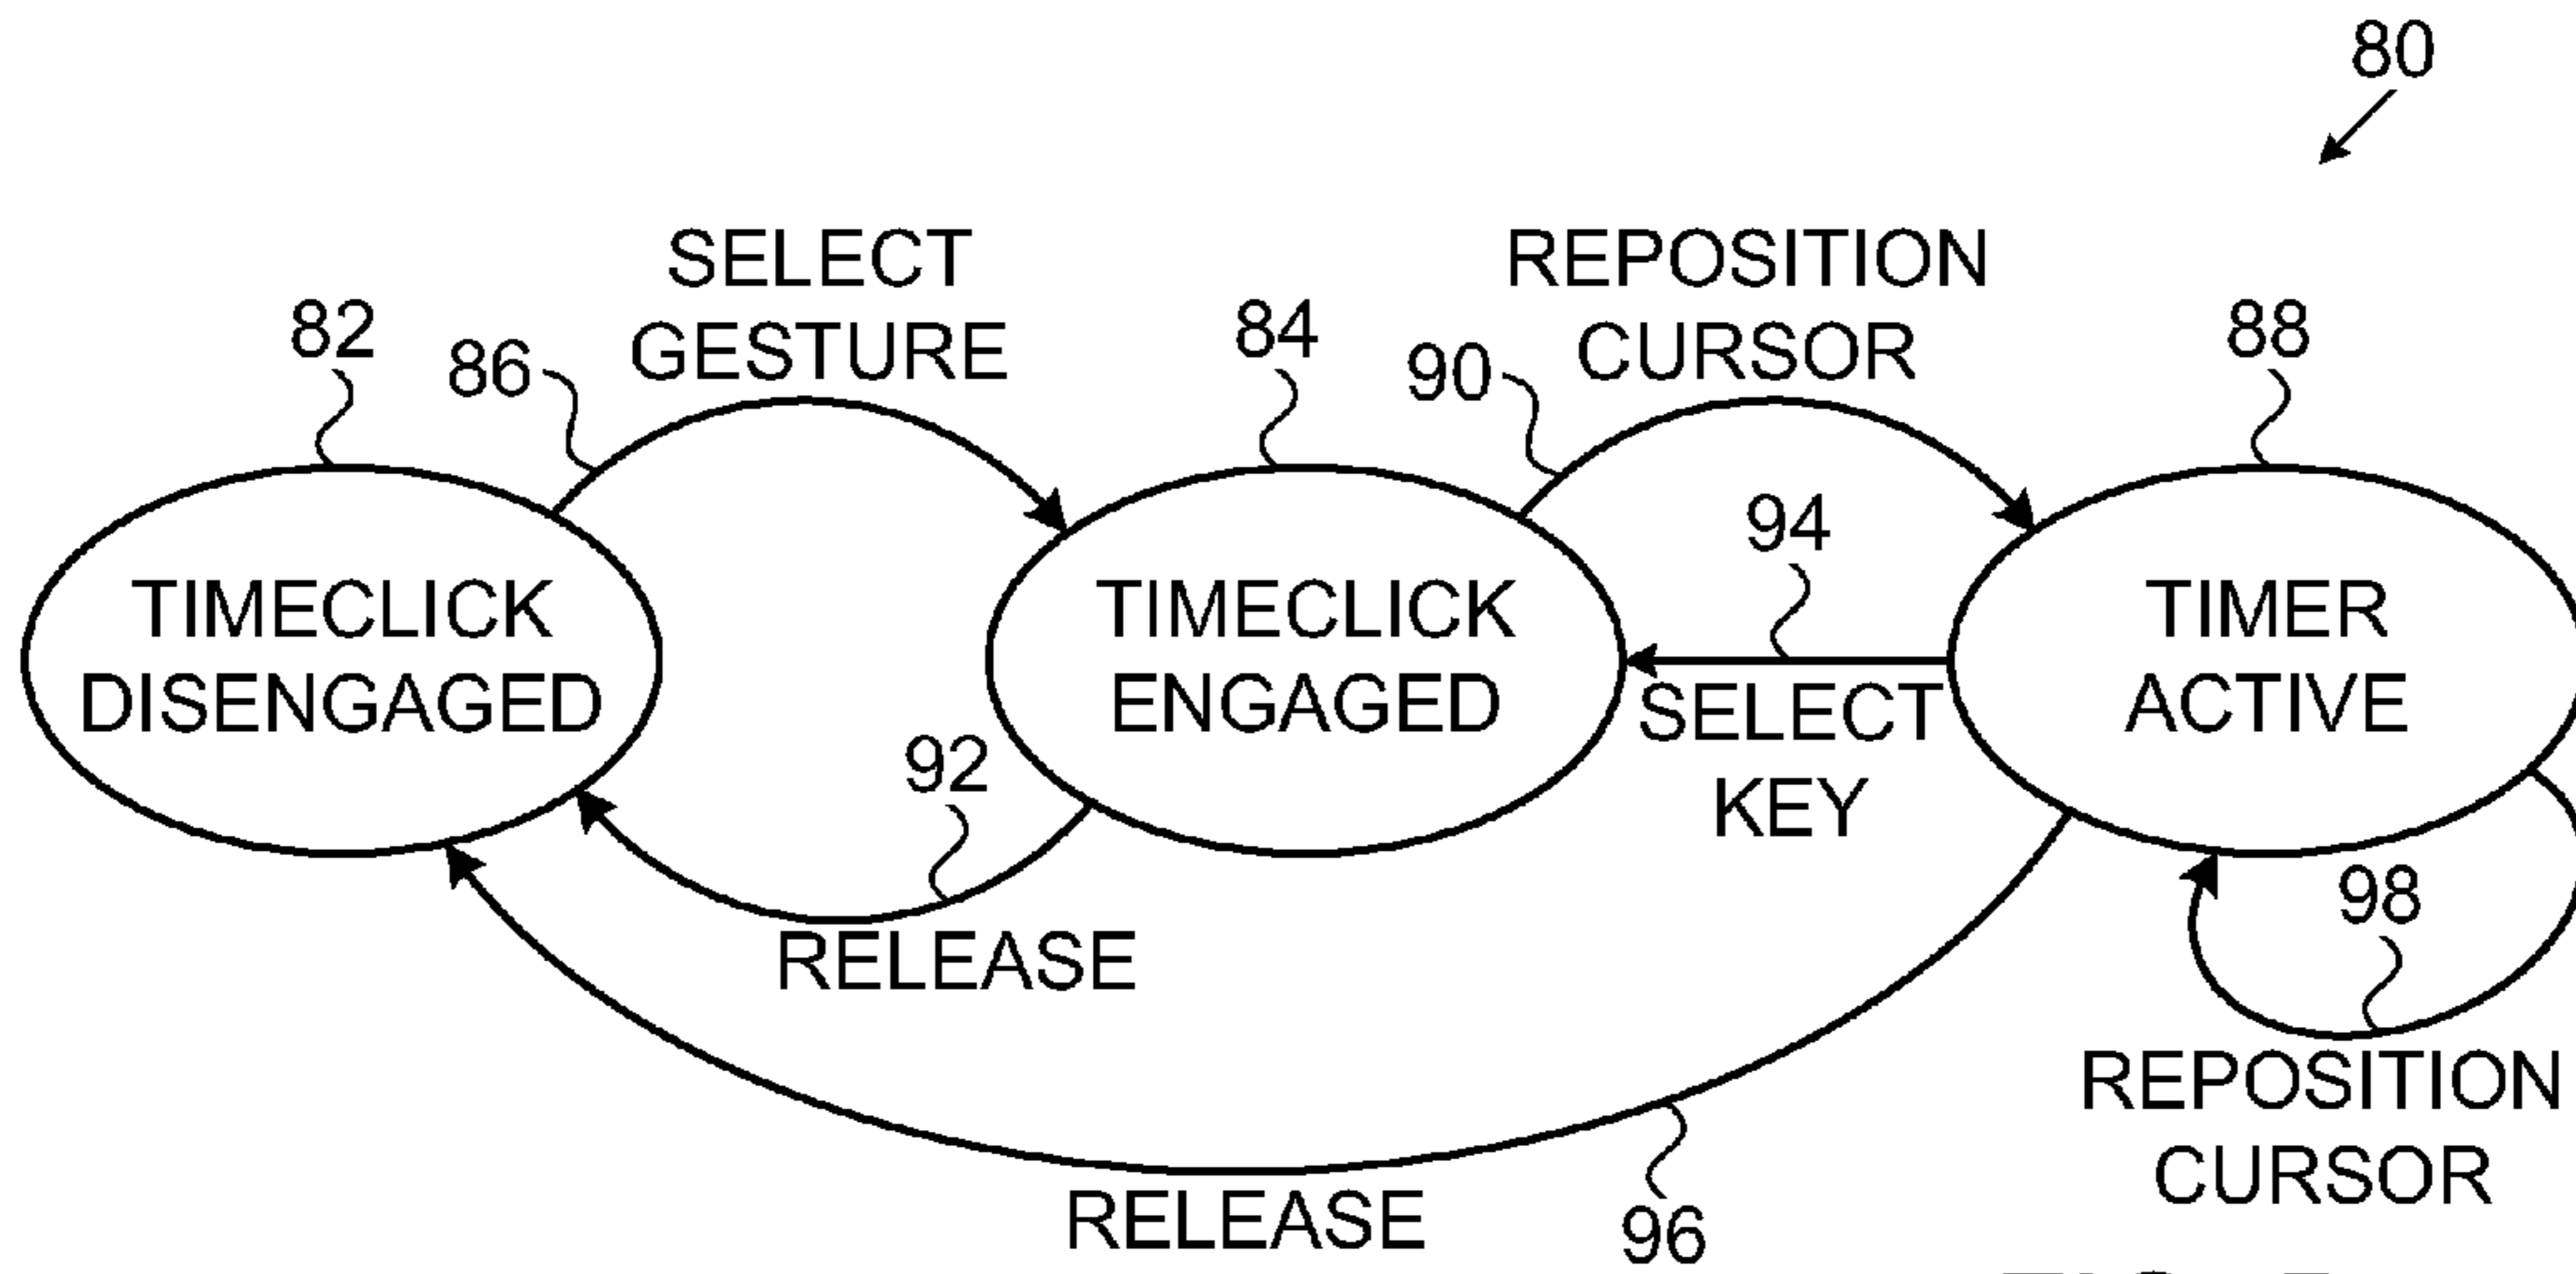 80
SELECT
GESTURE
REPOSITION
CURSOR
82
86
84
90
88
94
TIMECLICK
DISENGAGED
TIMECLICK
ENGAGED
TIMER
ACTIVE
SELECT
KEY
92
98
RELEASE
REPOSITION
CURSOR
RELEASE
96